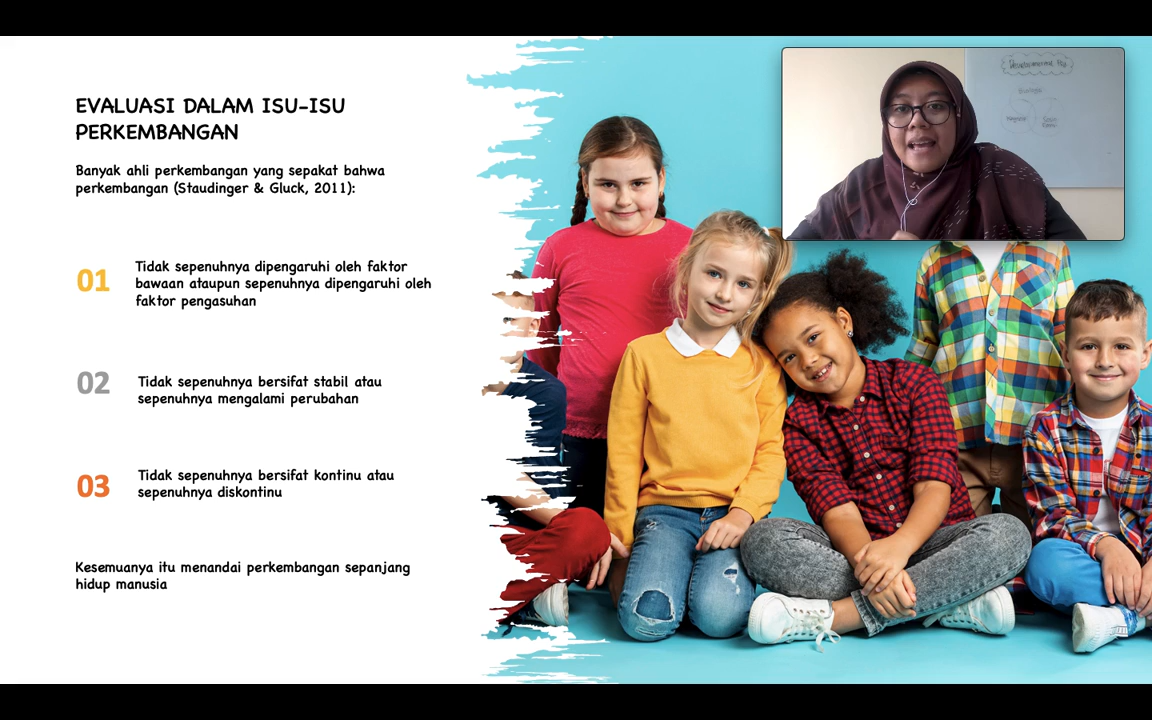 EVALUASI DALAM ISU-ISU
PERKEMBANGAN
Banyak ahli perkembangan yang sepakat bahwa
perkembangan (Staudinger & Gluck, 2011):
01
Tidak sepenuhnya dipengaruhi oleh faktor
bawaan ataupun sepenuhnya dipengaruhi oleh
faktor pengasuhan
02
Tidak sepenuhnya bersifat stabil atau
sepenuhnya mengalami perubahan
03
Tidak sepenuhnya bersifat kontinu atau
sepenuhnya diskontinu
Kesemuanya itu menandai perkembangan sepanjang
hidup manusia